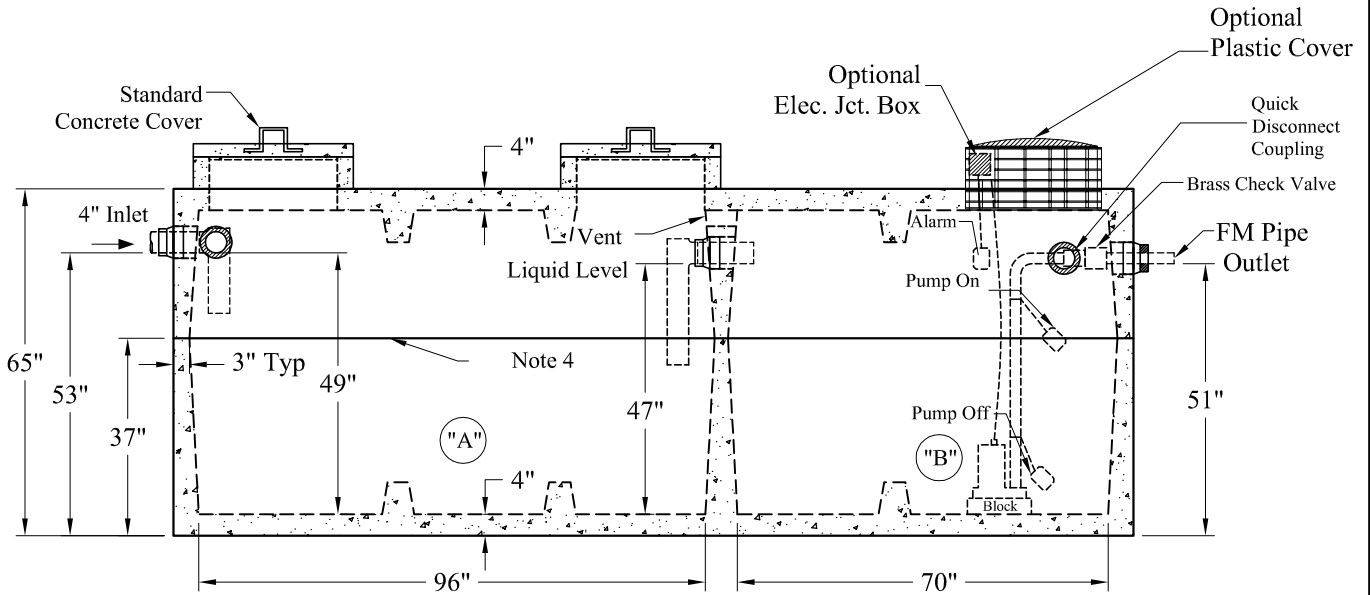 Optional
Plastic Cover
Optional
Elec. Jct. Box
Quick
Disconnect
Coupling
Standard
Concrete Cover
4"
Brass Check Valve
4" Inlet
Vent
Alarm
FM Pipe
Outlet
Liquid Level
Pump On
65"
53"
37"
3" Typ
49"
Note 4
47"
51"
"A"
Pump Off
"B"
4"
Block
96"
70"